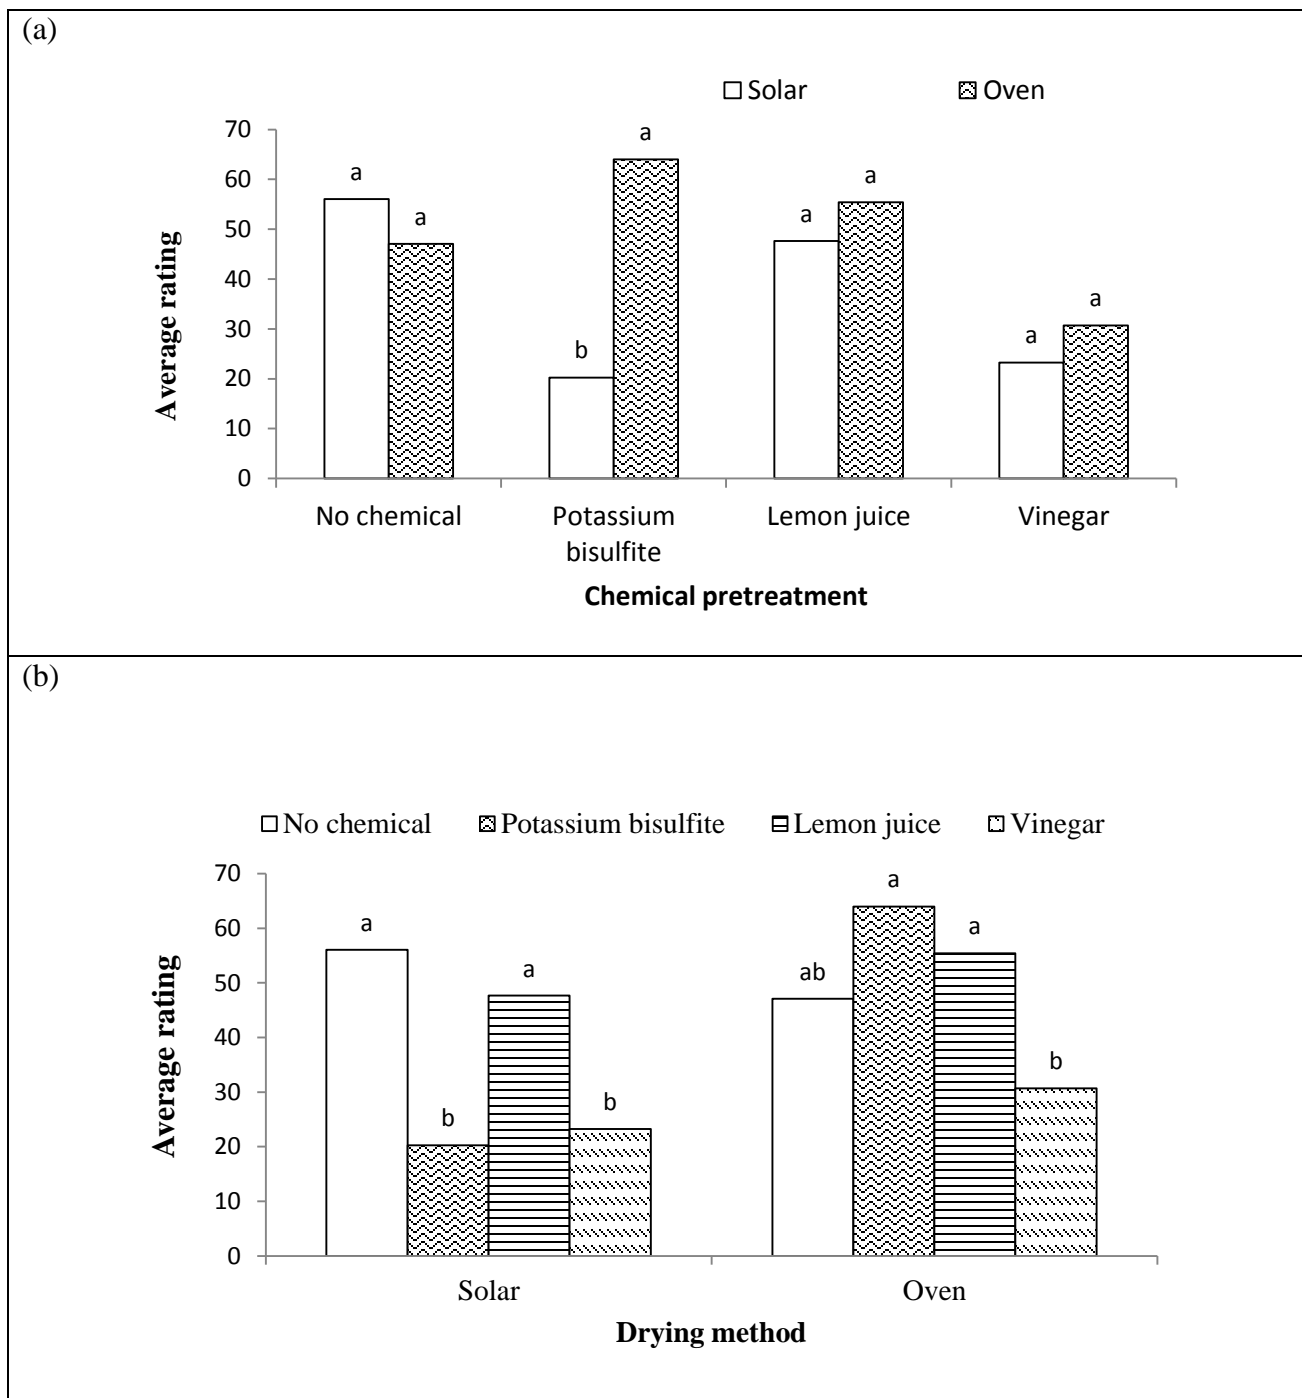 (a)
Solar Oven
70
60
50
40
30
20
10
0
a a b a a a a a
Average rating
No chemical Potassium bisulfite Lemon juice Vinegar
Chemical pretreatment
(b)
No chemical Potassium bisulfite Lemon juice Vinegar
70
60
50
40
30
20
10
0
a b a b ab a a b
Average rating
Solar Oven
Drying method